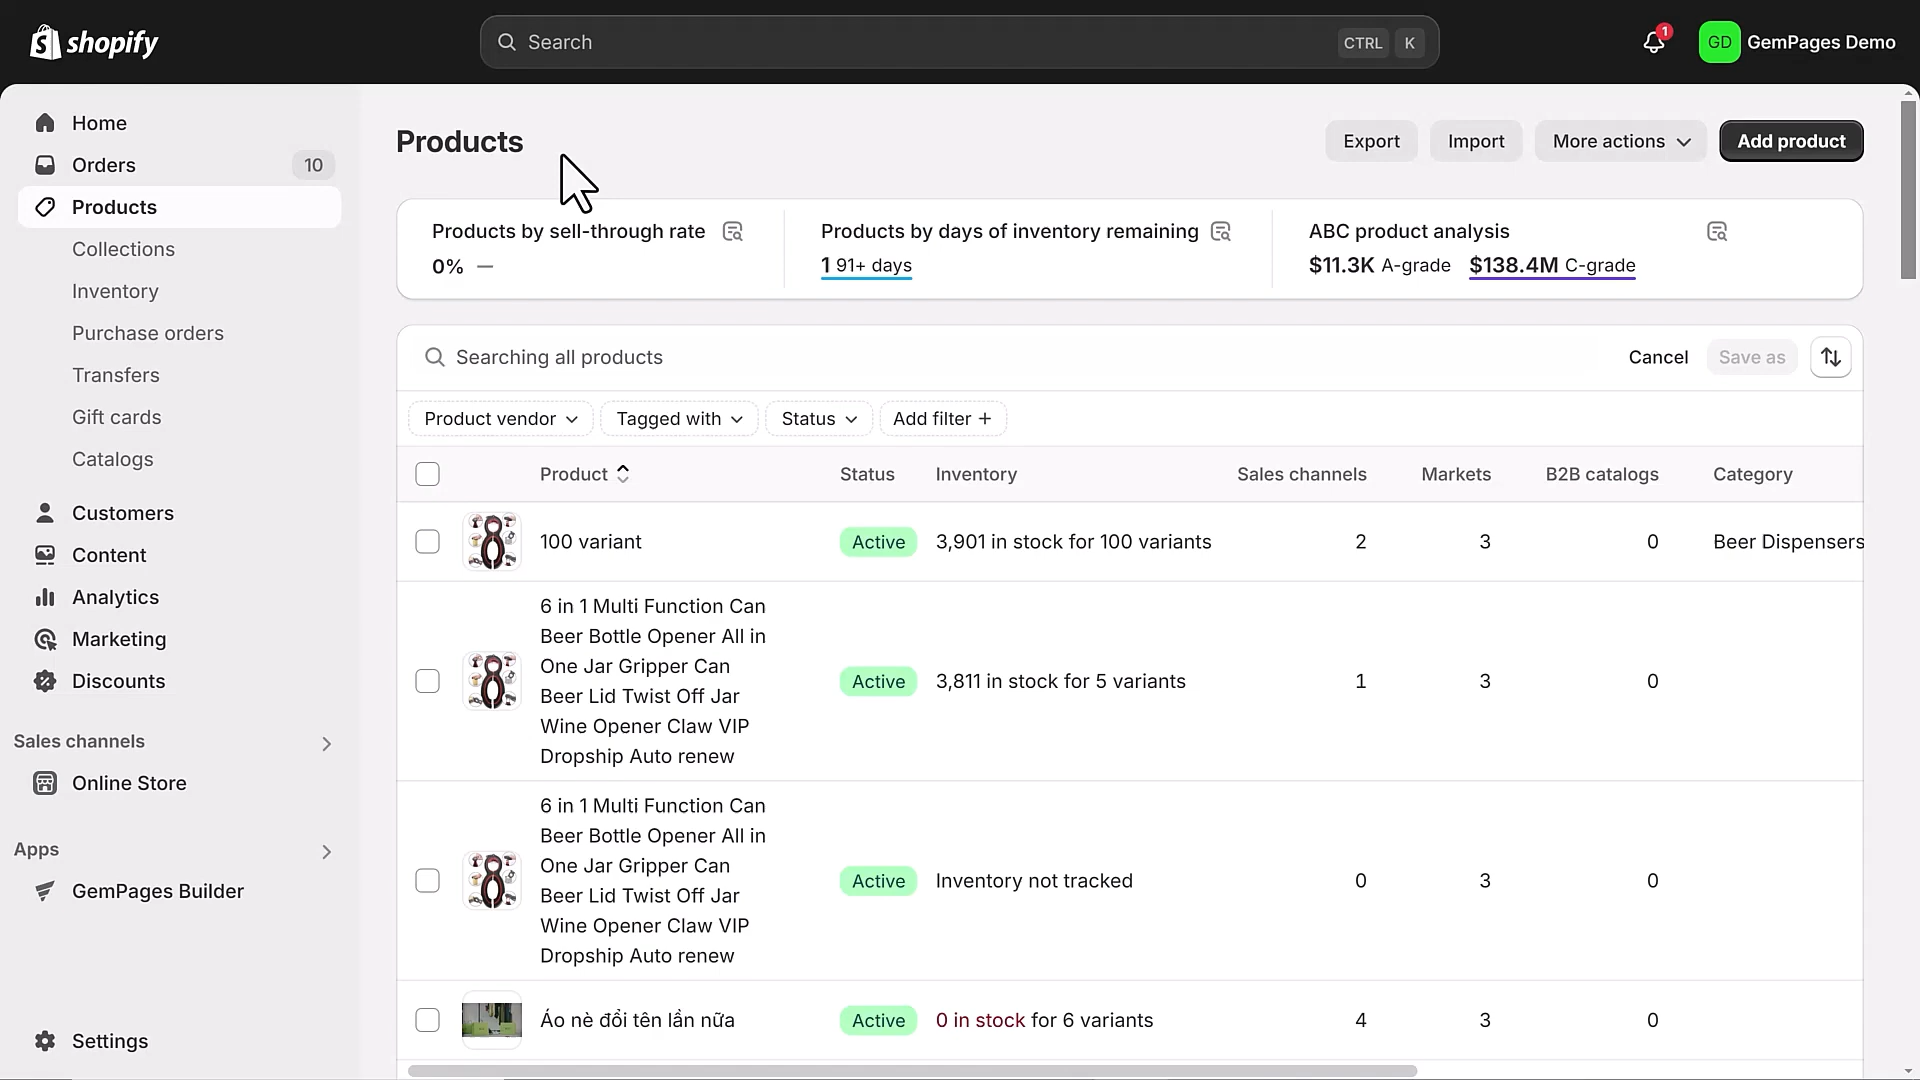 shopify
Search
CTRL K
1
GD GemPages Demo
Home
Orders 10
Products
Collections
Inventory
Purchase orders
Transfers
Gift cards
Catalogs
Customers
Content
Analytics
Marketing
Discounts
Sales channels
Online Store
Apps
GemPages Builder
Settings
Products
Export
Import
More actions
Add product
Products by sell-through rate
0% —
Products by days of inventory remaining
1 91+ days
ABC product analysis
$11.3K A-grade $138.4M C-grade
Searching all products
Cancel
Save as
Product vendor
Tagged with
Status
Add filter +
Product Status Inventory Sales channels Markets B2B catalogs Category
100 variant Active 3,901 in stock for 100 variants 2 3 0 Beer Dispensers
6 in 1 Multi Function Can
Beer Bottle Opener All in
One Jar Gripper Can
Beer Lid Twist Off Jar
Wine Opener Claw VIP
Dropship Auto renew
Active 3,811 in stock for 5 variants 1 3 0
6 in 1 Multi Function Can
Beer Bottle Opener All in
One Jar Gripper Can
Beer Lid Twist Off Jar
Wine Opener Claw VIP
Dropship Auto renew
Active Inventory not tracked 0 3 0
Áo nè đổi tên lần nữa Active 0 in stock for 6 variants 4 3 0